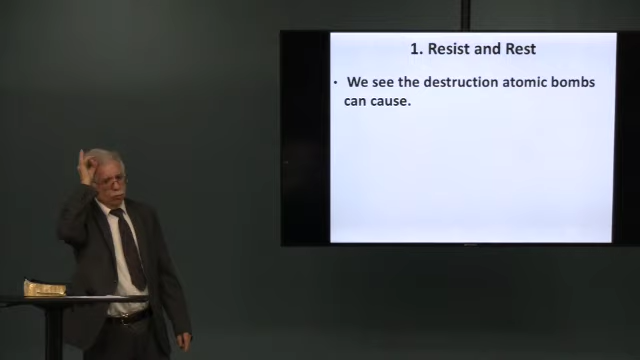 1. Resist and Rest
• We see the destruction atomic bombs
can cause.